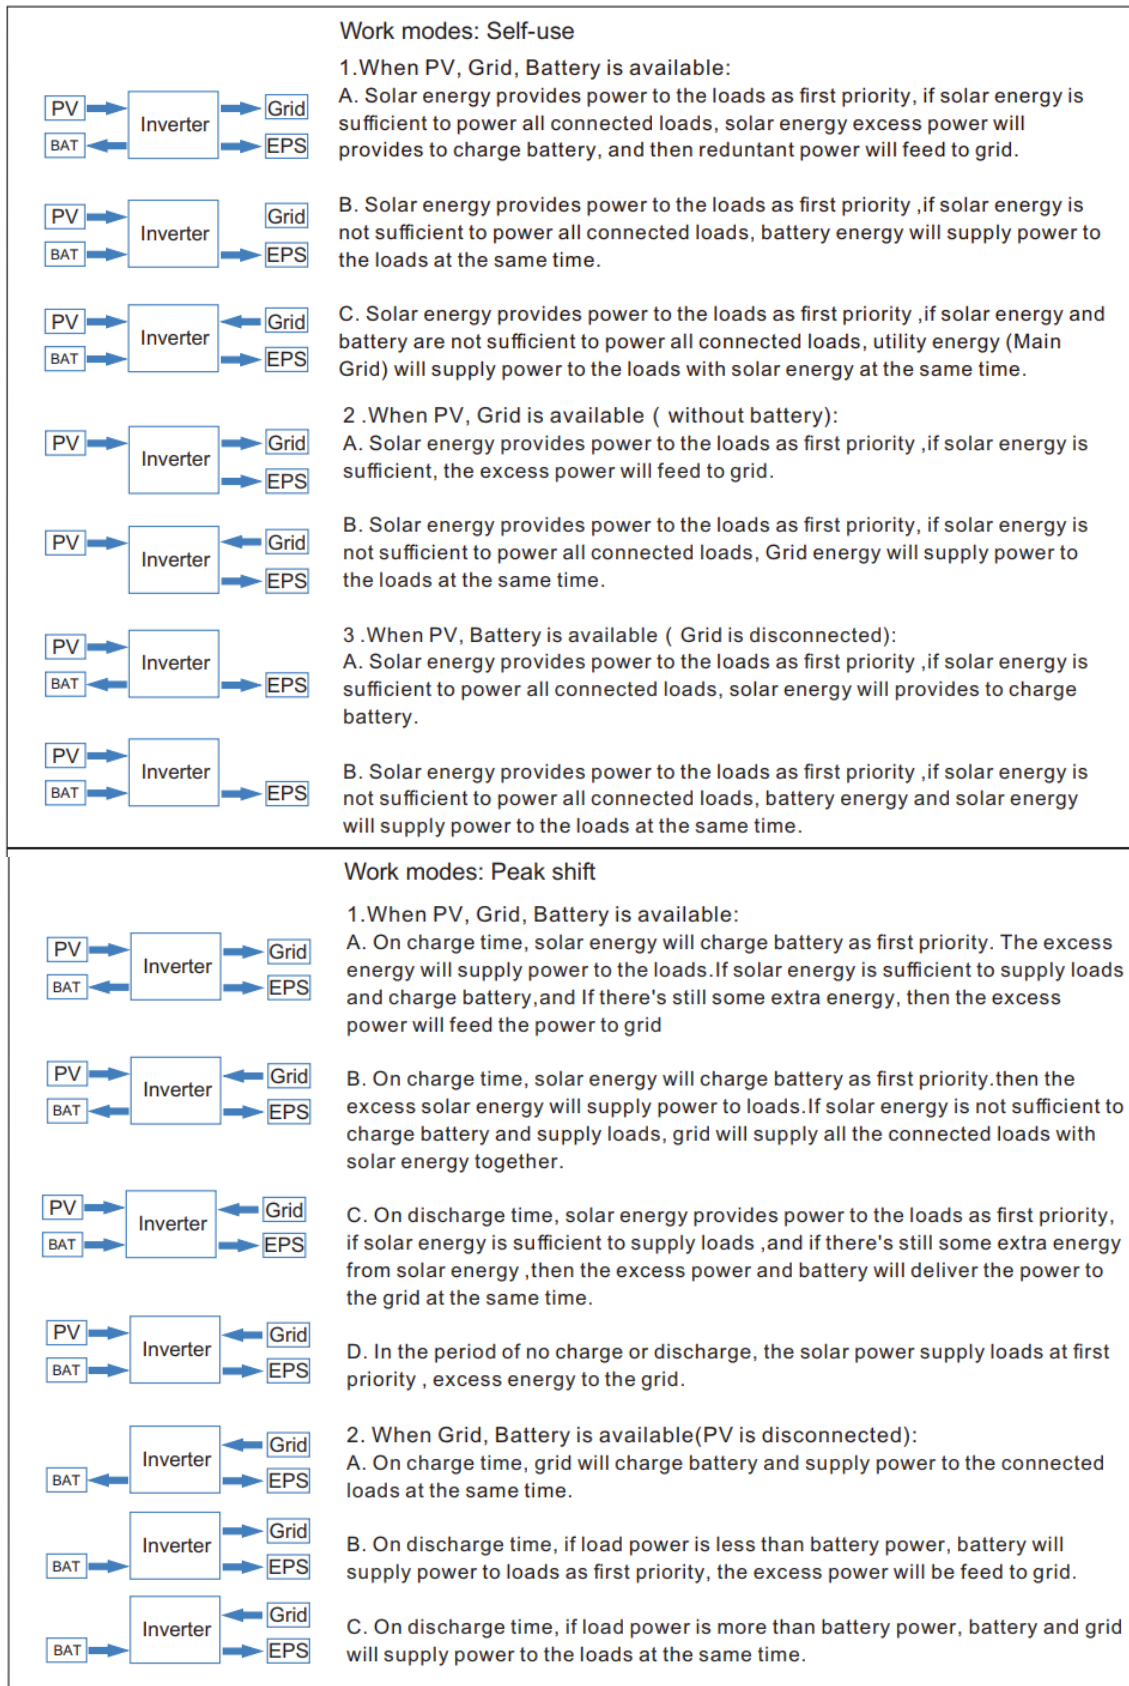 Work modes: Self-use
1.When PV, Grid, Battery is available:
PV
BAT
Inverter
Grid
EPS
A. Solar energy provides power to the loads as first priority, if solar energy is
sufficient to power all connected loads, solar energy excess power will
provides to charge battery, and then reduntant power will feed to grid.
PV
BAT
Inverter
Grid
EPS
B. Solar energy provides power to the loads as first priority ,if solar energy is
not sufficient to power all connected loads, battery energy will supply power to
the loads at the same time.
PV
BAT
Inverter
Grid
EPS
C. Solar energy provides power to the loads as first priority ,if solar energy and
battery are not sufficient to power all connected loads, utility energy (Main
Grid) will supply power to the loads with solar energy at the same time.
2 .When PV, Grid is available ( without battery):
PV
Inverter
Grid
EPS
A. Solar energy provides power to the loads as first priority ,if solar energy is
sufficient, the excess power will feed to grid.
PV
Inverter
Grid
EPS
B. Solar energy provides power to the loads as first priority, if solar energy is
not sufficient to power all connected loads, Grid energy will supply power to
the loads at the same time.
3 .When PV, Battery is available ( Grid is disconnected):
PV
BAT
Inverter
EPS
A. Solar energy provides power to the loads as first priority ,if solar energy is
sufficient to power all connected loads, solar energy will provides to charge
battery.
PV
BAT
Inverter
EPS
B. Solar energy provides power to the loads as first priority ,if solar energy is
not sufficient to power all connected loads, battery energy and solar energy
will supply power to the loads at the same time.
Work modes: Peak shift
1.When PV, Grid, Battery is available:
PV
BAT
Inverter
Grid
EPS
A. On charge time, solar energy will charge battery as first priority. The excess
energy will supply power to the loads.If solar energy is sufficient to supply loads
and charge battery,and If there's still some extra energy, then the excess
power will feed the power to grid
PV
BAT
Inverter
Grid
EPS
B. On charge time, solar energy will charge battery as first priority.then the
excess solar energy will supply power to loads.If solar energy is not sufficient to
charge battery and supply loads, grid will supply all the connected loads with
solar energy together.
PV
BAT
Inverter
Grid
EPS
C. On discharge time, solar energy provides power to the loads as first priority,
if solar energy is sufficient to supply loads ,and if there's still some extra energy
from solar energy ,then the excess power and battery will deliver the power to
the grid at the same time.
PV
BAT
Inverter
Grid
EPS
D. In the period of no charge or discharge, the solar power supply loads at first
priority , excess energy to the grid.
2. When Grid, Battery is available(PV is disconnected):
BAT
Inverter
Grid
EPS
A. On charge time, grid will charge battery and supply power to the connected
loads at the same time.
BAT
Inverter
Grid
EPS
B. On discharge time, if load power is less than battery power, battery will
supply power to loads as first priority, the excess power will be feed to grid.
BAT
Inverter
Grid
EPS
C. On discharge time, if load power is more than battery power, battery and grid
will supply power to the loads at the same time.